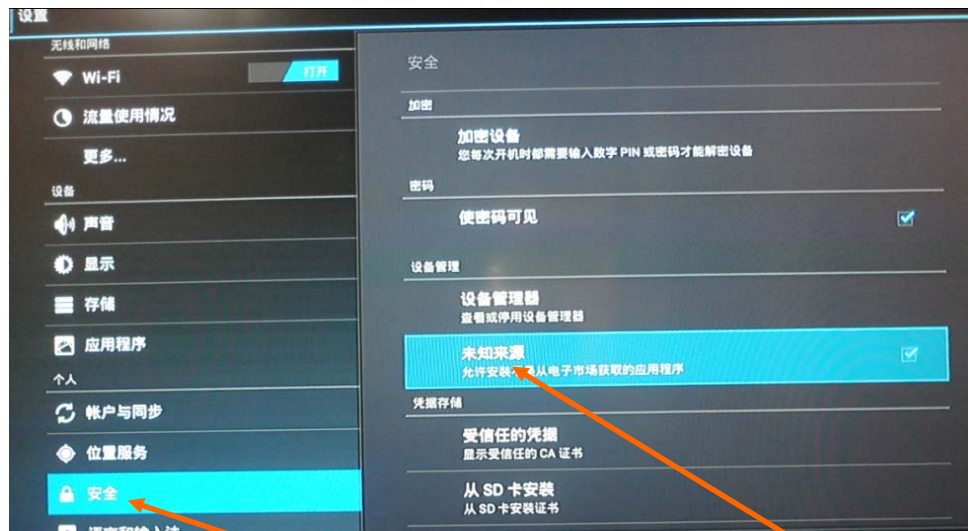 设置
无线和网络
Wi-Fi
打开
流量使用情况
更多...
设备
声音
显示
存储
应用程序
个人
帐户与同步
位置服务
安全
语言和输入法
安全
加密
加密设备
您每次开机时都需要输入数字 PIN 或密码才能解密设备
密码
使密码可见
设备管理
设备管理器
查看或停用设备管理器
未知来源
允许安装 从电子市场获取的应用程序
凭据存储
受信任的凭据
显示受信任的 CA 证书
从 SD 卡安装
从 SD 卡安装证书